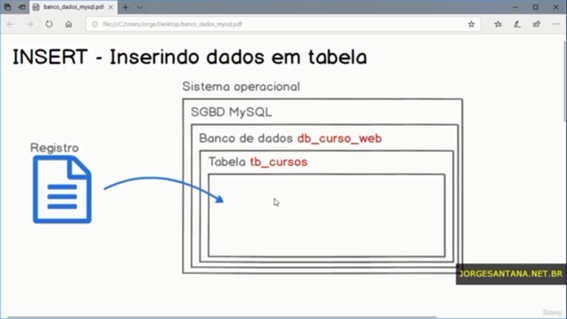 banco_dados_mysql.pdf
file:///C:/Users/Jorge/Desktop/banco_dados_mysql.pdf
INSERT - Inserindo dados em tabela
Sistema operacional
SGBD MySQL
Banco de dados db_curso_web
Registro
Tabela tb_cursos
JORGESANTANA.NET.BR
Udemy